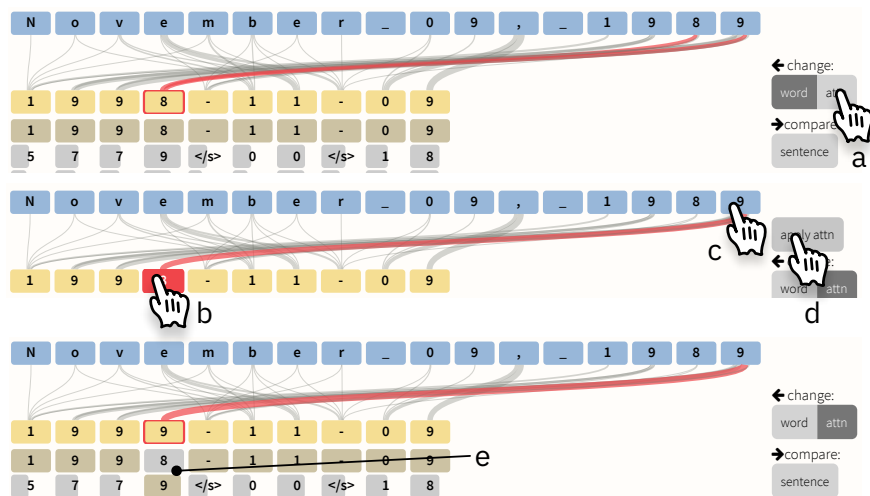 N o v e m b e r _ 0 9 , _ 1 9 8 9
change:
1 9 9 8 - 1 1 - 0 9
word
1 9 9 8 - 1 1 - 0 9
compare:
5 7 7 9 </s> 0 0 </s> 1 8
sentence
a
N o v e m b e r _ 0 9 , _ 1 9 8 9
c
apply attn
1 9 9 - 1 1 - 0 9
word attn
b
d
N o v e m b e r _ 0 9 , _ 1 9 8 9
change:
word attn
1 9 9 9 - 1 1 - 0 9
compare:
1 9 9 8 - 1 1 - 0 9
e
5 7 7 9 </s> 0 0 </s> 1 8
sentence